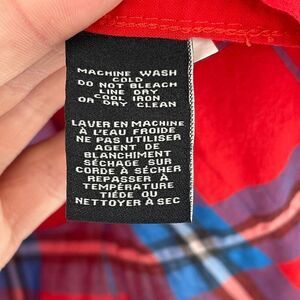 MACHINE WASH
COLD
DO NOT BLEACH
LINE DRY
COOL IRON
OR DRY CLEAN
LAVER EN MACHINE
À L'EAU FROIDE
NE PAS UTILISER
AGENT DE
BLANCHIMENT
SÉCHAGE SUR
CORDE À SÉCHER
REPASSER À
TEMPÉRATURE
TIÈDE OU
NETTOYER À SEC